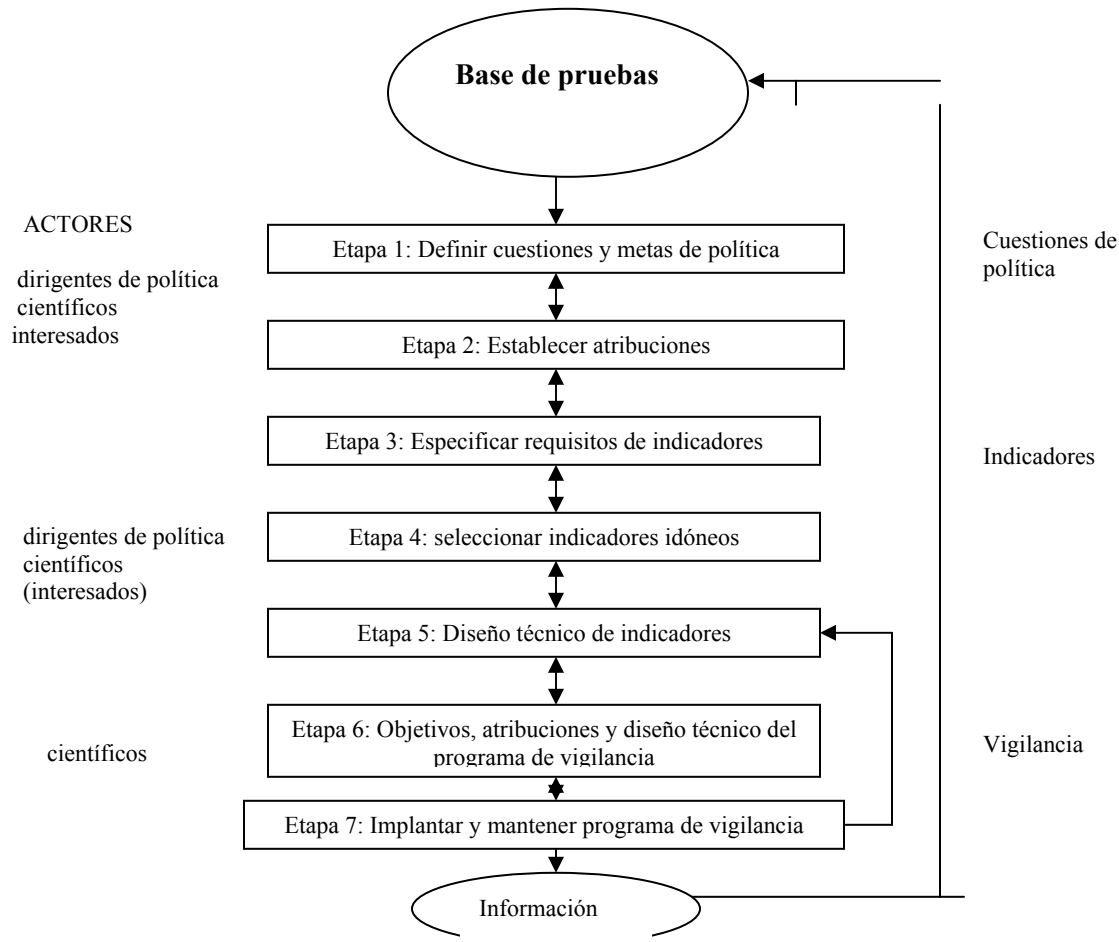 Base de pruebas
ACTORES
dirigentes de política
científicos
interesados
Etapa 1: Definir cuestiones y metas de política
Cuestiones de
política
Etapa 2: Establecer atribuciones
Etapa 3: Especificar requisitos de indicadores
Indicadores
dirigentes de política
científicos
(interesados)
Etapa 4: seleccionar indicadores idóneos
Etapa 5: Diseño técnico de indicadores
Etapa 6: Objetivos, atribuciones y diseño técnico del
programa de vigilancia
científicos
Vigilancia
Etapa 7: Implantar y mantener programa de vigilancia
Información